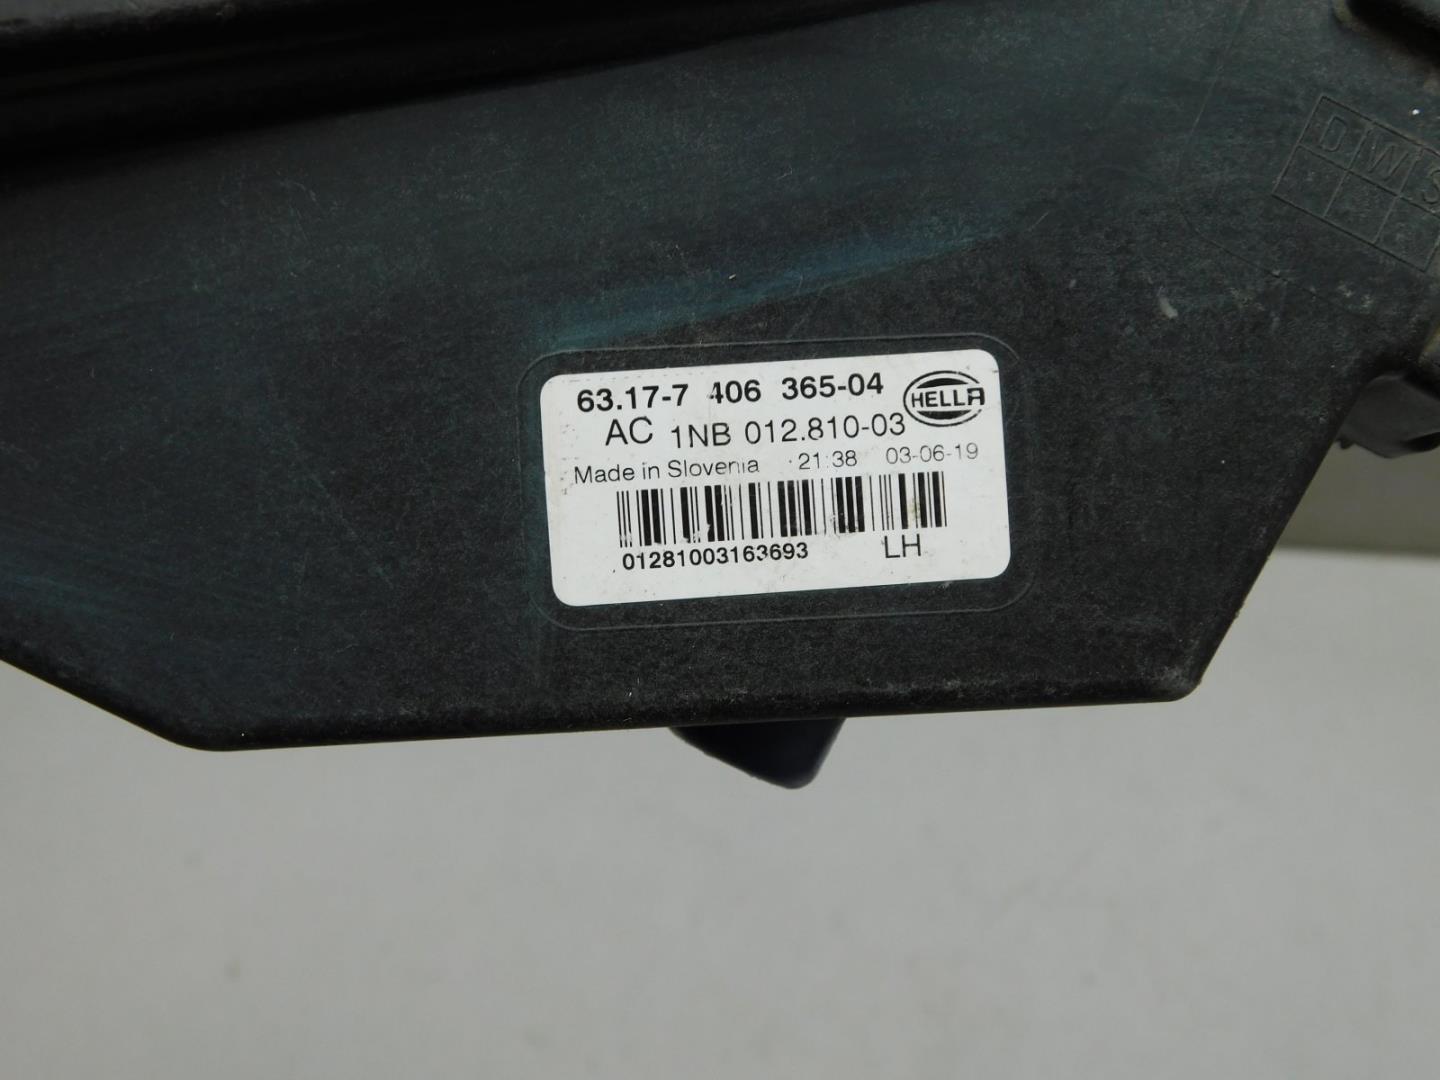 D W S
63.17-7 406 365-04
HELLA
AC 1NB 012.810-03
Made in Slovenia 21:38 03-06-19
01281003163693 LH